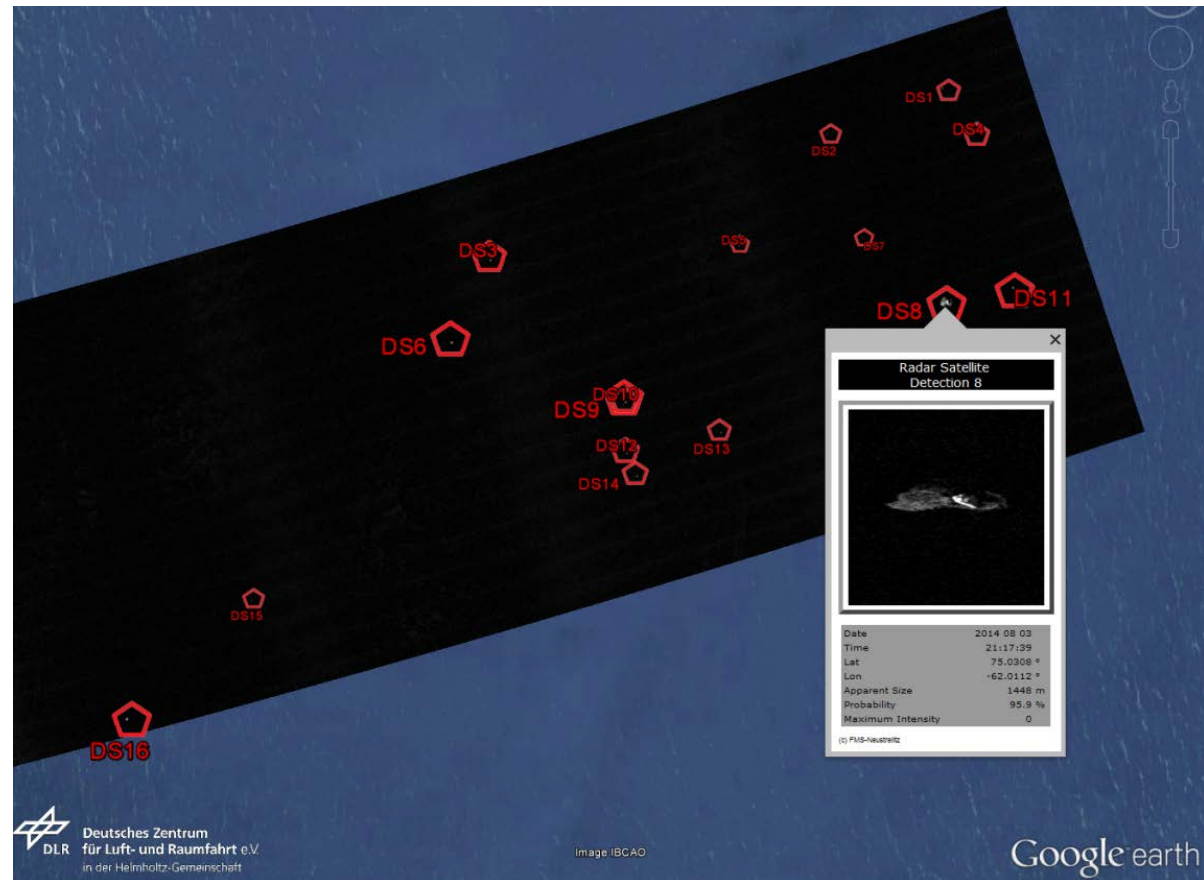 DS1
DS4
DS2
DS3
DS5
DS7
DS8
DS11
DS6
DS10
DS9
DS12
DS13
DS14
DS15
DS16
Radar Satellite
Detection 8
Date 2014 08 03
Time 21:17:39
Lat 75.0308 °
Lon -62.0112 °
Apparent Size 1448 m
Probability 95.9 %
Maximum Intensity 0
(c) FMS-Neustrelitz
DLR
Deutsches Zentrum
für Luft- und Raumfahrt e.V.
in der Helmholtz-Gemeinschaft
Image IBCAO
Google earth